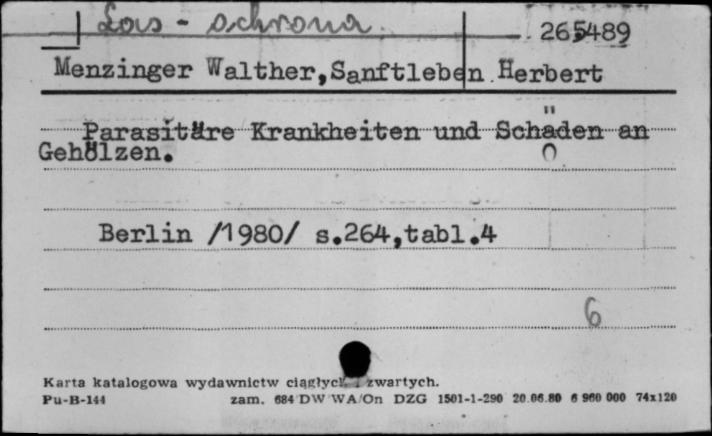 Las - ochrona
265489
Menzinger Walther, Sanftleben Herbert
Parasitäre Krankheiten und Schäden an
Gehölzen.
Berlin /1980/ s.264,tabl.4
6
Karta katalogowa wydawnictw ciągłych i zwartych.
Pu-B-144 zam. 684 DW WA/On DZG 1501-1-290 20.06.80 6 960 000 74x120